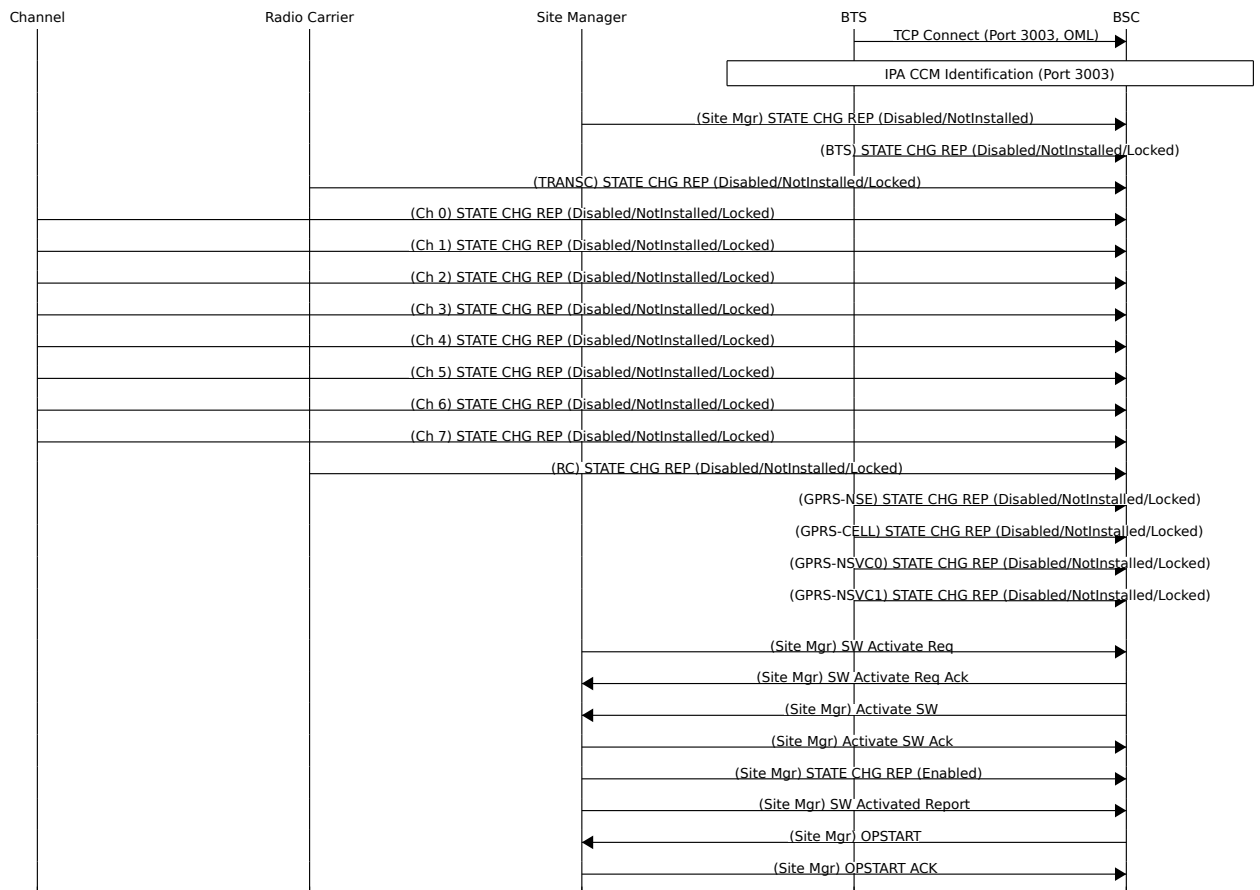 Channel
Radio Carrier
Site Manager
BTS
BSC
TCP Connect (Port 3003, OML)
IPA CCM Identification (Port 3003)
(Site Mgr) STATE CHG REP (Disabled/NotInstalled)
(BTS) STATE CHG REP (Disabled/NotInstalled/Locked)
(TRANSC) STATE CHG REP (Disabled/NotInstalled/Locked)
(Ch 0) STATE CHG REP (Disabled/NotInstalled/Locked)
(Ch 1) STATE CHG REP (Disabled/NotInstalled/Locked)
(Ch 2) STATE CHG REP (Disabled/NotInstalled/Locked)
(Ch 3) STATE CHG REP (Disabled/NotInstalled/Locked)
(Ch 4) STATE CHG REP (Disabled/NotInstalled/Locked)
(Ch 5) STATE CHG REP (Disabled/NotInstalled/Locked)
(Ch 6) STATE CHG REP (Disabled/NotInstalled/Locked)
(Ch 7) STATE CHG REP (Disabled/NotInstalled/Locked)
(RC) STATE CHG REP (Disabled/NotInstalled/Locked)
(GPRS-NSE) STATE CHG REP (Disabled/NotInstalled/Locked)
(GPRS-CELL) STATE CHG REP (Disabled/NotInstalled/Locked)
(GPRS-NSVC0) STATE CHG REP (Disabled/NotInstalled/Locked)
(GPRS-NSVC1) STATE CHG REP (Disabled/NotInstalled/Locked)
(Site Mgr) SW Activate Req
(Site Mgr) SW Activate Req Ack
(Site Mgr) Activate SW
(Site Mgr) Activate SW Ack
(Site Mgr) STATE CHG REP (Enabled)
(Site Mgr) SW Activated Report
(Site Mgr) OPSTART
(Site Mgr) OPSTART ACK